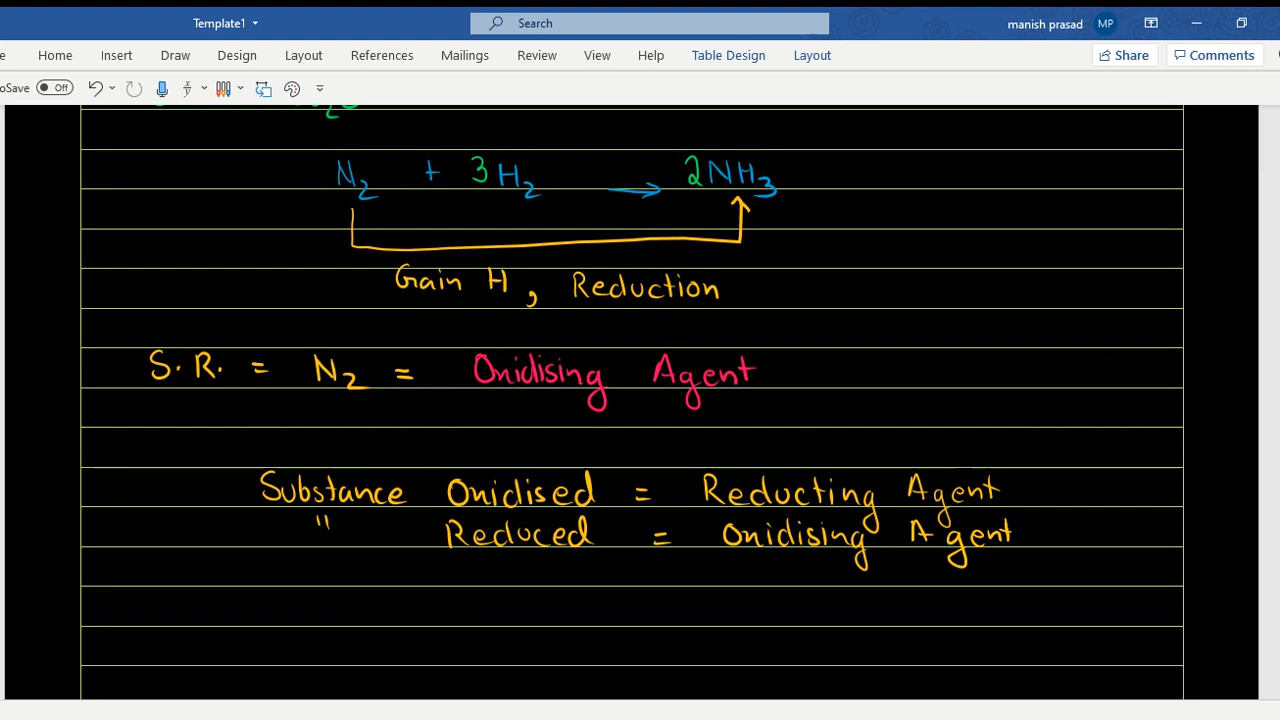 Template1
Search
manish prasad MP
Home Insert Draw Design Layout References Mailings Review View Help Table Design Layout Share Comments
Off
N2 + 3H2 → 2NH3
Gain H, Reduction
S.R. = N2 = Onidising Agent
Substance Onidised = Reducting Agent
" Reduced = Onidising Agent